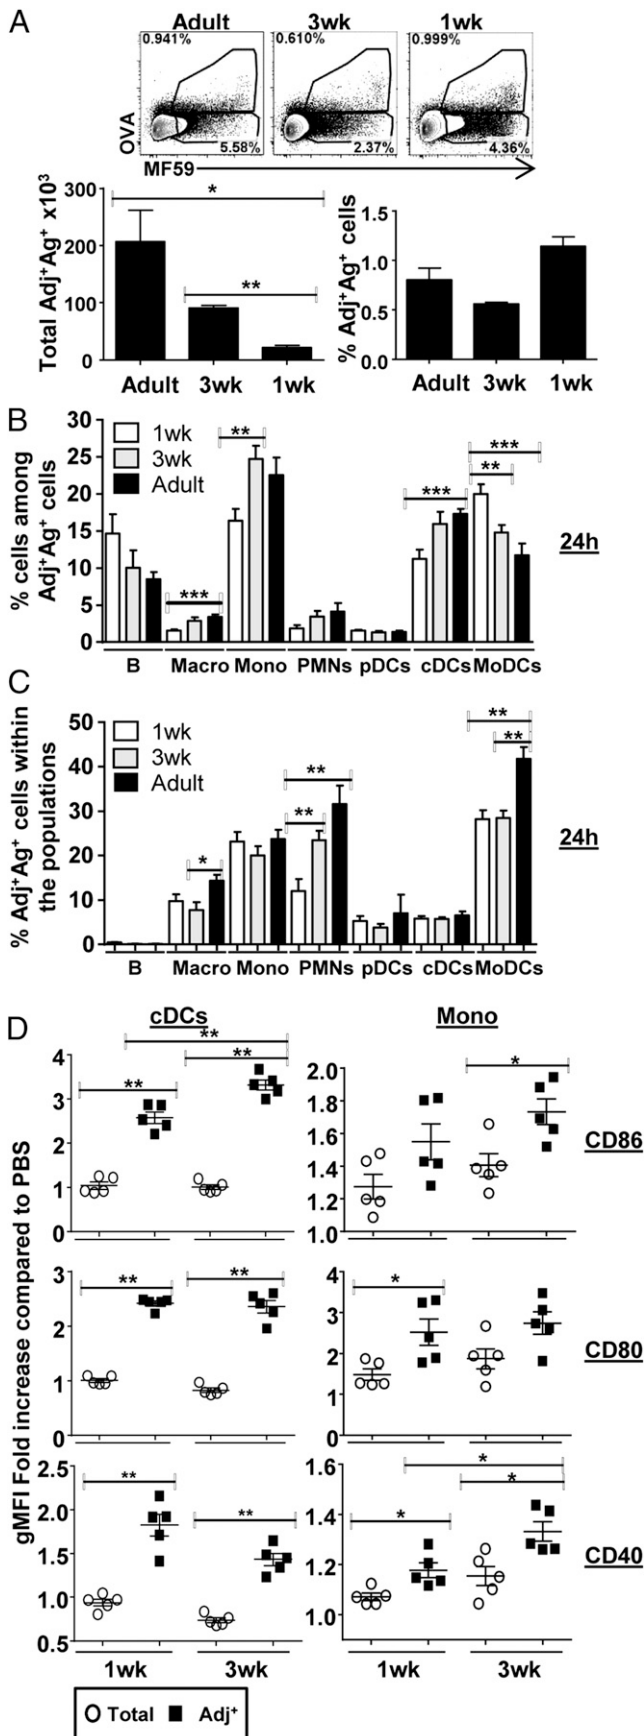 A
Adult 3wk 1wk
0.941% 0.610% 0.999%
OVA
5.58% 2.37% 4.36%
MF59
Total Adj⁺Ag⁺ x10³
300
200
100
0
*
**
Adult 3wk 1wk
% Adj⁺Ag⁺ cells
1.5
1.0
0.5
0.0
Adult 3wk 1wk
B
% cells among
Adj⁺Ag⁺ cells
30
25
20
15
10
5
0
1wk
3wk
Adult
*** ** *** *** **
24h
B Macro Mono PMNs pDCs cDCs MoDCs
C
% Adj⁺Ag⁺ cells within
the populations
50
40
30
20
10
0
1wk
3wk
Adult
* ** ** ** **
24h
B Macro Mono PMNs pDCs cDCs MoDCs
D
cDCs Mono
gMFI Fold increase compared to PBS
4
3
2
1
0
** ** **
2.0
1.8
1.6
1.4
1.2
1.0
*
CD86
3
2
1
0
** **
4
3
2
1
0
*
CD80
2.5
2.0
1.5
1.0
0.5
** **
1.6
1.4
1.2
1.0
* * *
CD40
1wk 3wk 1wk 3wk
Total Adj⁺